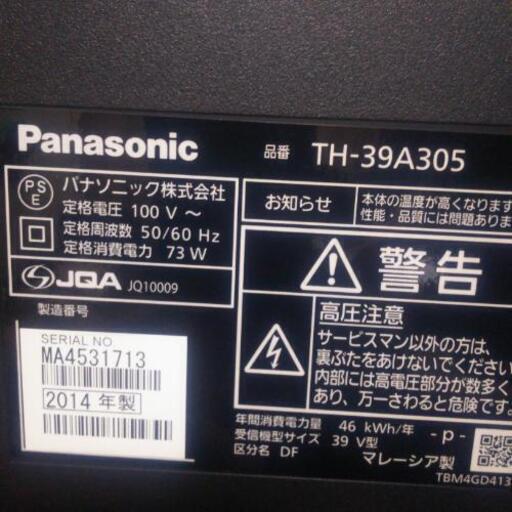 Panasonic
品番 TH-39A305
PS
E
パナソニック株式会社
定格電圧 100 V ～
定格周波数 50/60 Hz
定格消費電力 73 W
JQA JQ10009
製造番号
SERIAL NO
MA4531713
2014 年製
お知らせ
本体の温度が高くなります
性能・品質には問題ありま
警告
高圧注意
サービスマン以外の方は、
裏ぶたをあけないでください
内部には高電圧部分が数多く
あり、万一さわると危険です。
年間消費電力量 46 kWh/年
受信機型サイズ 39 V型
区分名 DF
-p-
マレーシア製
TBM4GD413